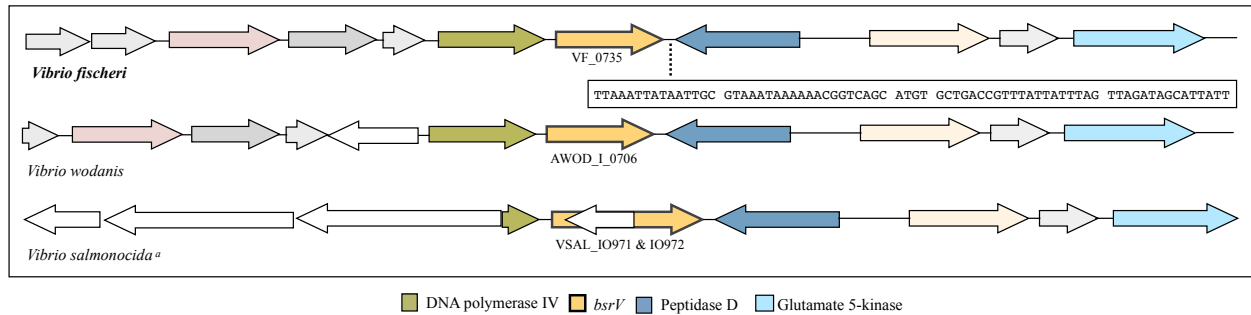 Vibrio fischeri
VF_0735
TTAAATTATAATTGC GTAAATAAAAAACGGTCAGC ATGT GCTGACCGTTTATTATTTAG TTAGATAGCATTATT
Vibrio wodanis
AWOD_I_0706
Vibrio salmonocida a
VSAL_IO971 & IO972
DNA polymerase IV bsrV Peptidase D Glutamate 5-kinase